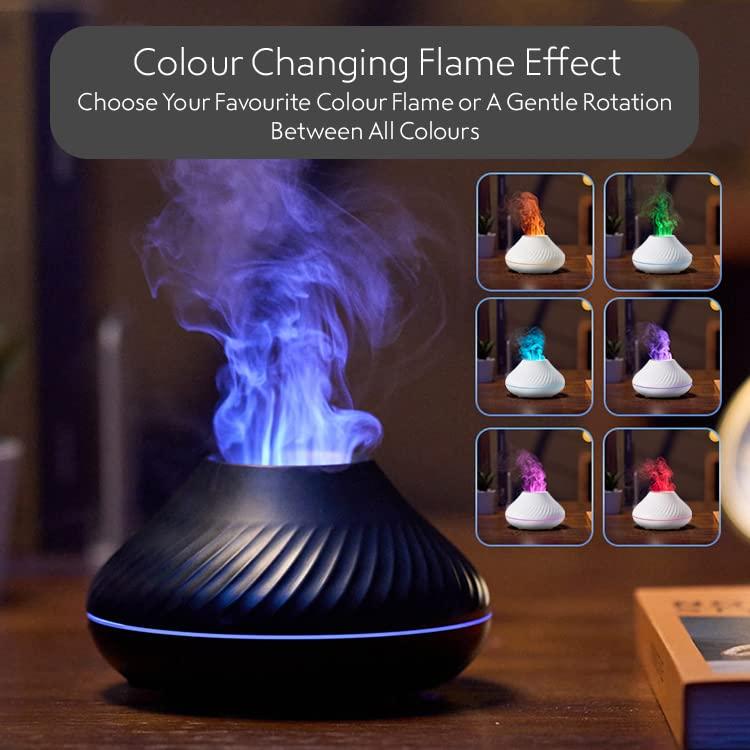 Colour Changing Flame Effect
Choose Your Favourite Colour Flame or A Gentle Rotation
Between All Colours